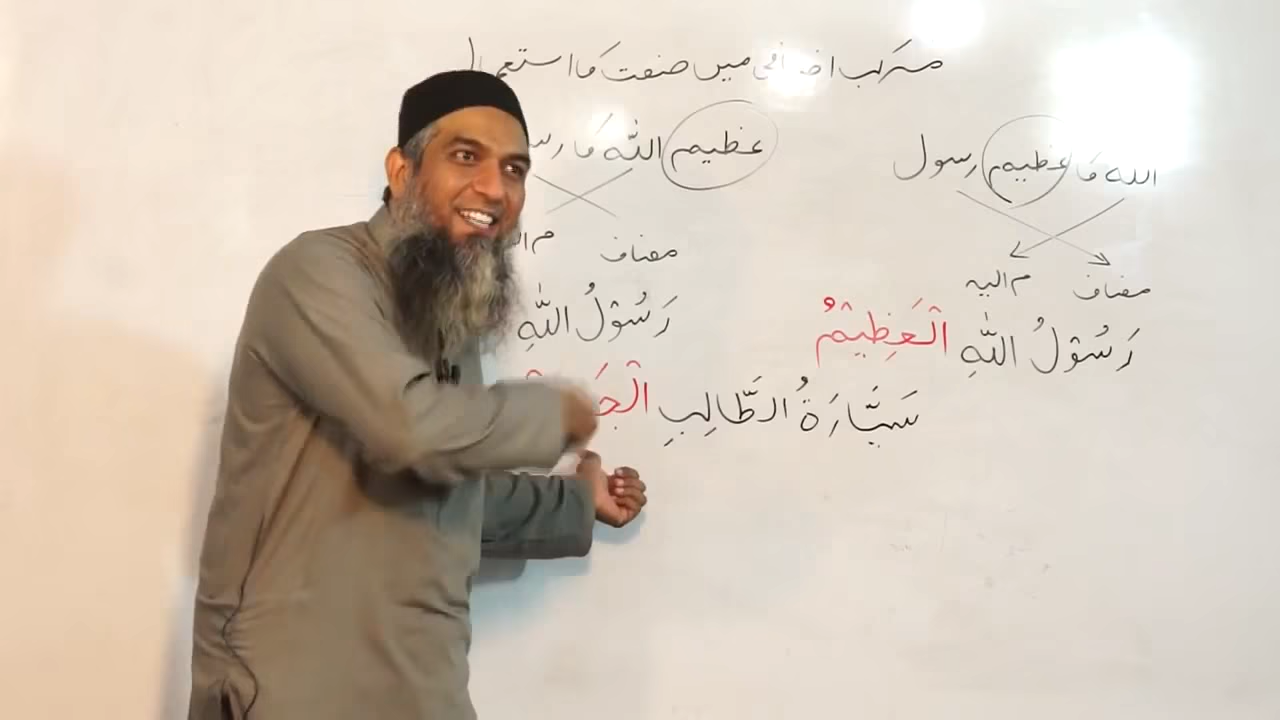 مرکب اضافی میں صفت کا استعمال
اللہ کا عظیم رسول
عظیم اللہ کا
مضاف م الیہ
مضاف
رَسُوْلُ اللّٰهِ الْعَظِيْمُ
رَسُوْلُ اللّٰهِ
سَيَّارَةُ الطَّالِبِ